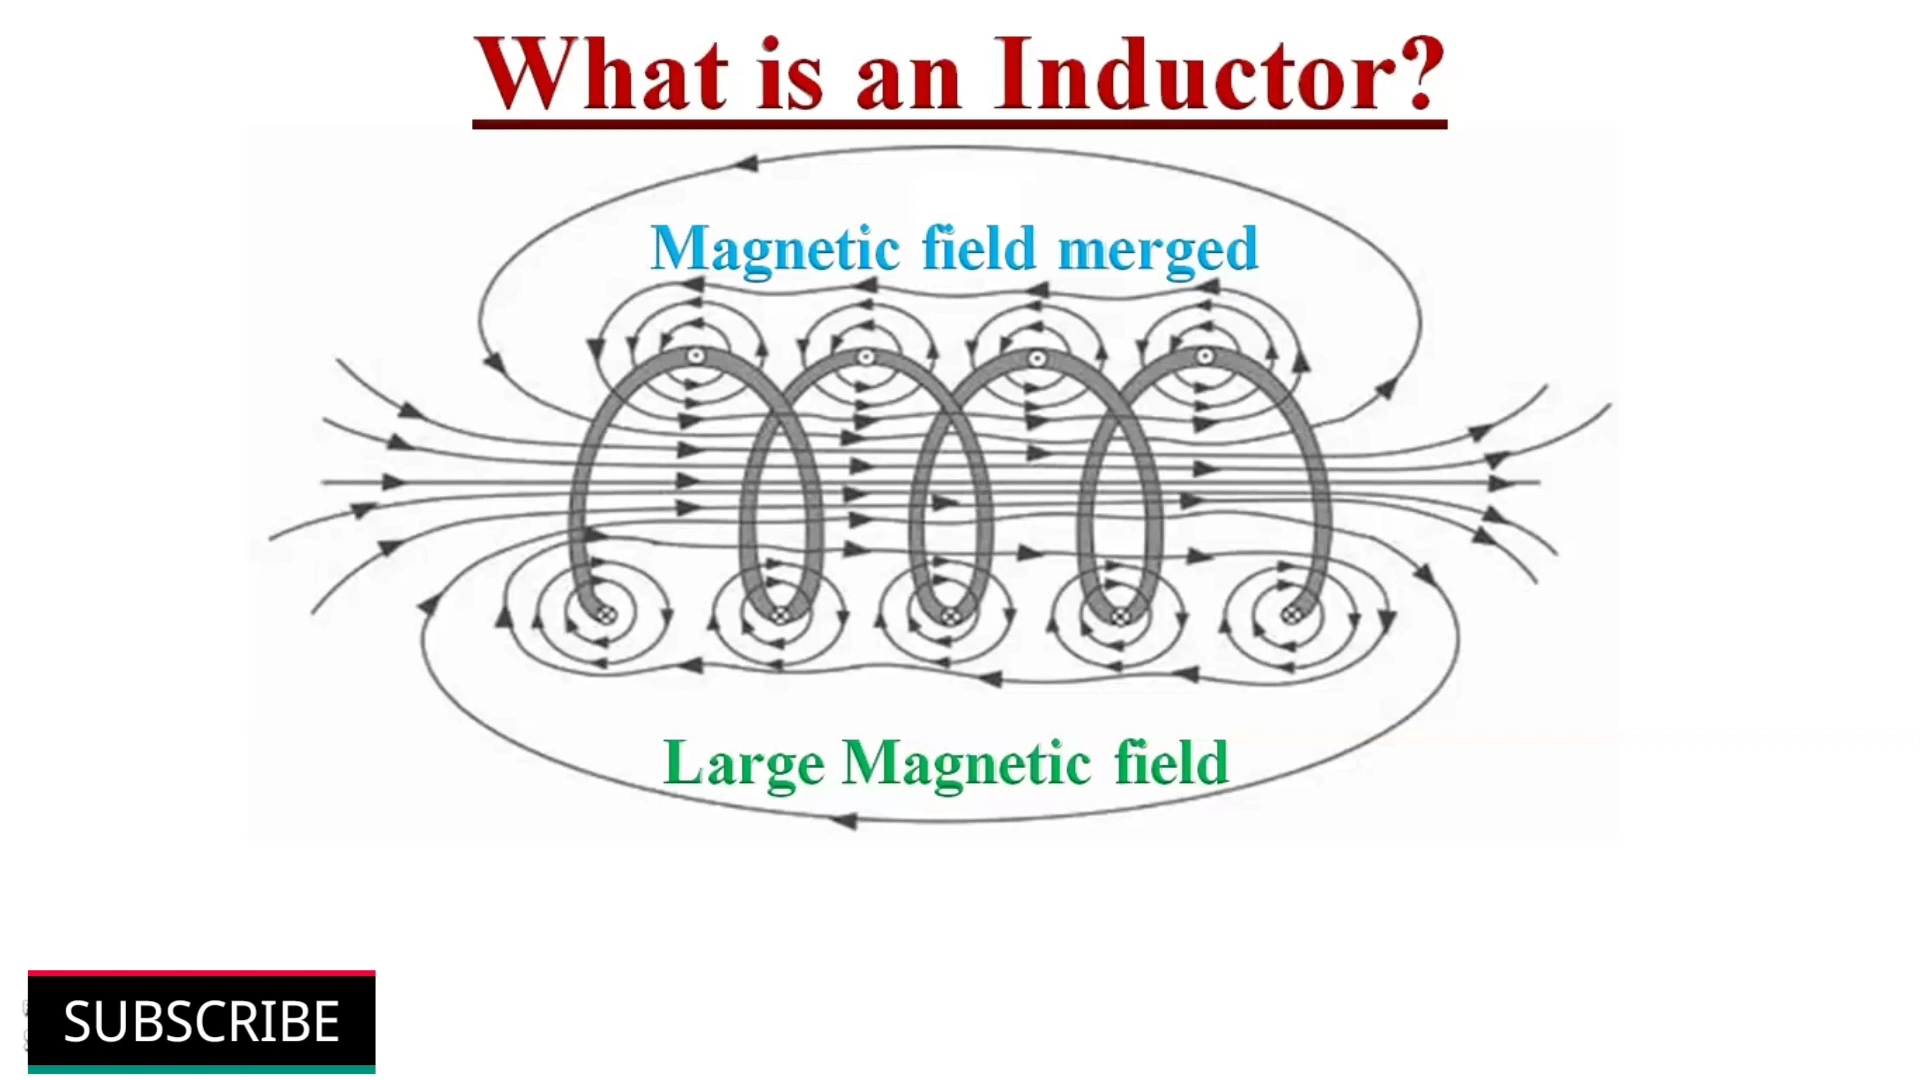 What is an Inductor?
Magnetic field merged
Large Magnetic field
SUBSCRIBE